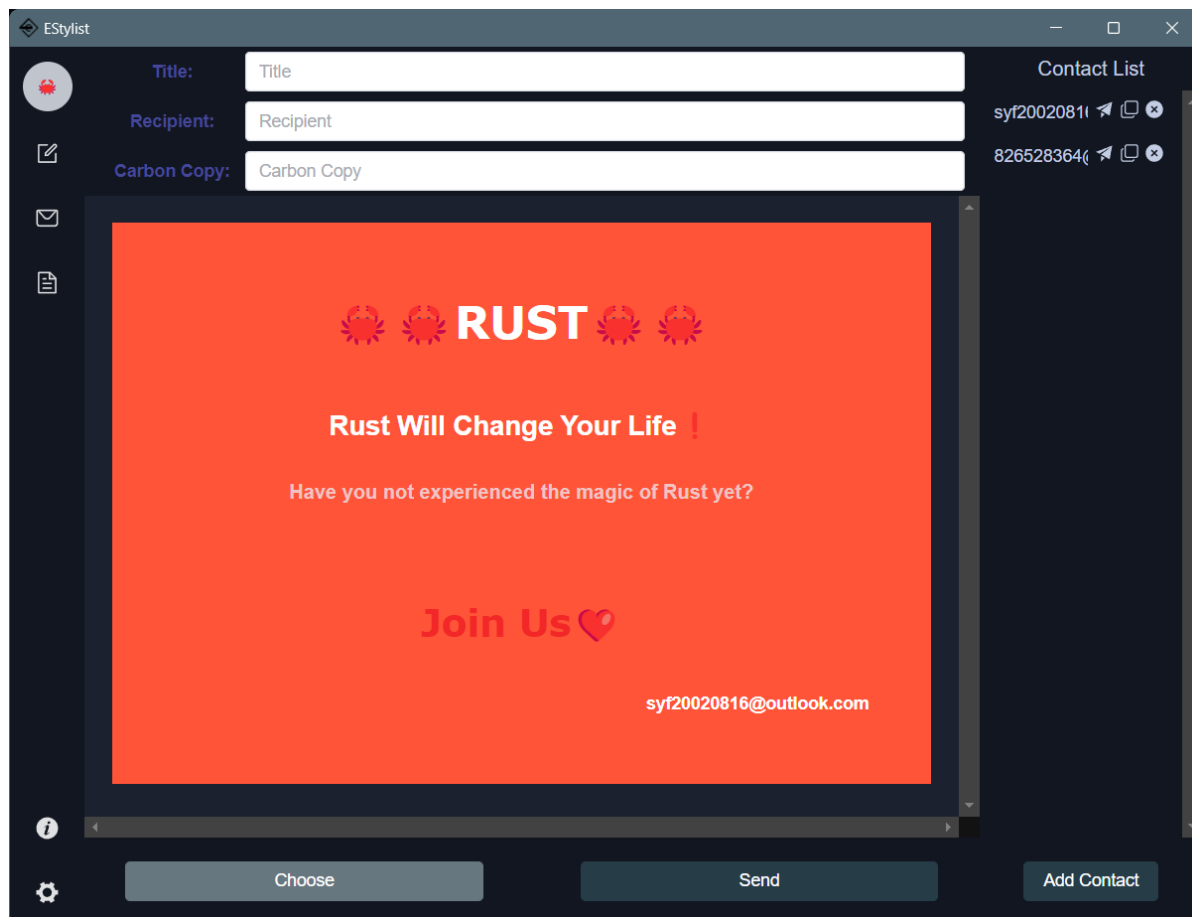 EStylist
Title:
Title
Recipient:
Recipient
Carbon Copy:
Carbon Copy
Contact List
syf20020816
826528364@
🦀 🦀 RUST 🦀 🦀
Rust Will Change Your Life❗
Have you not experienced the magic of Rust yet?
Join Us💖
syf20020816@outlook.com
Choose
Send
Add Contact